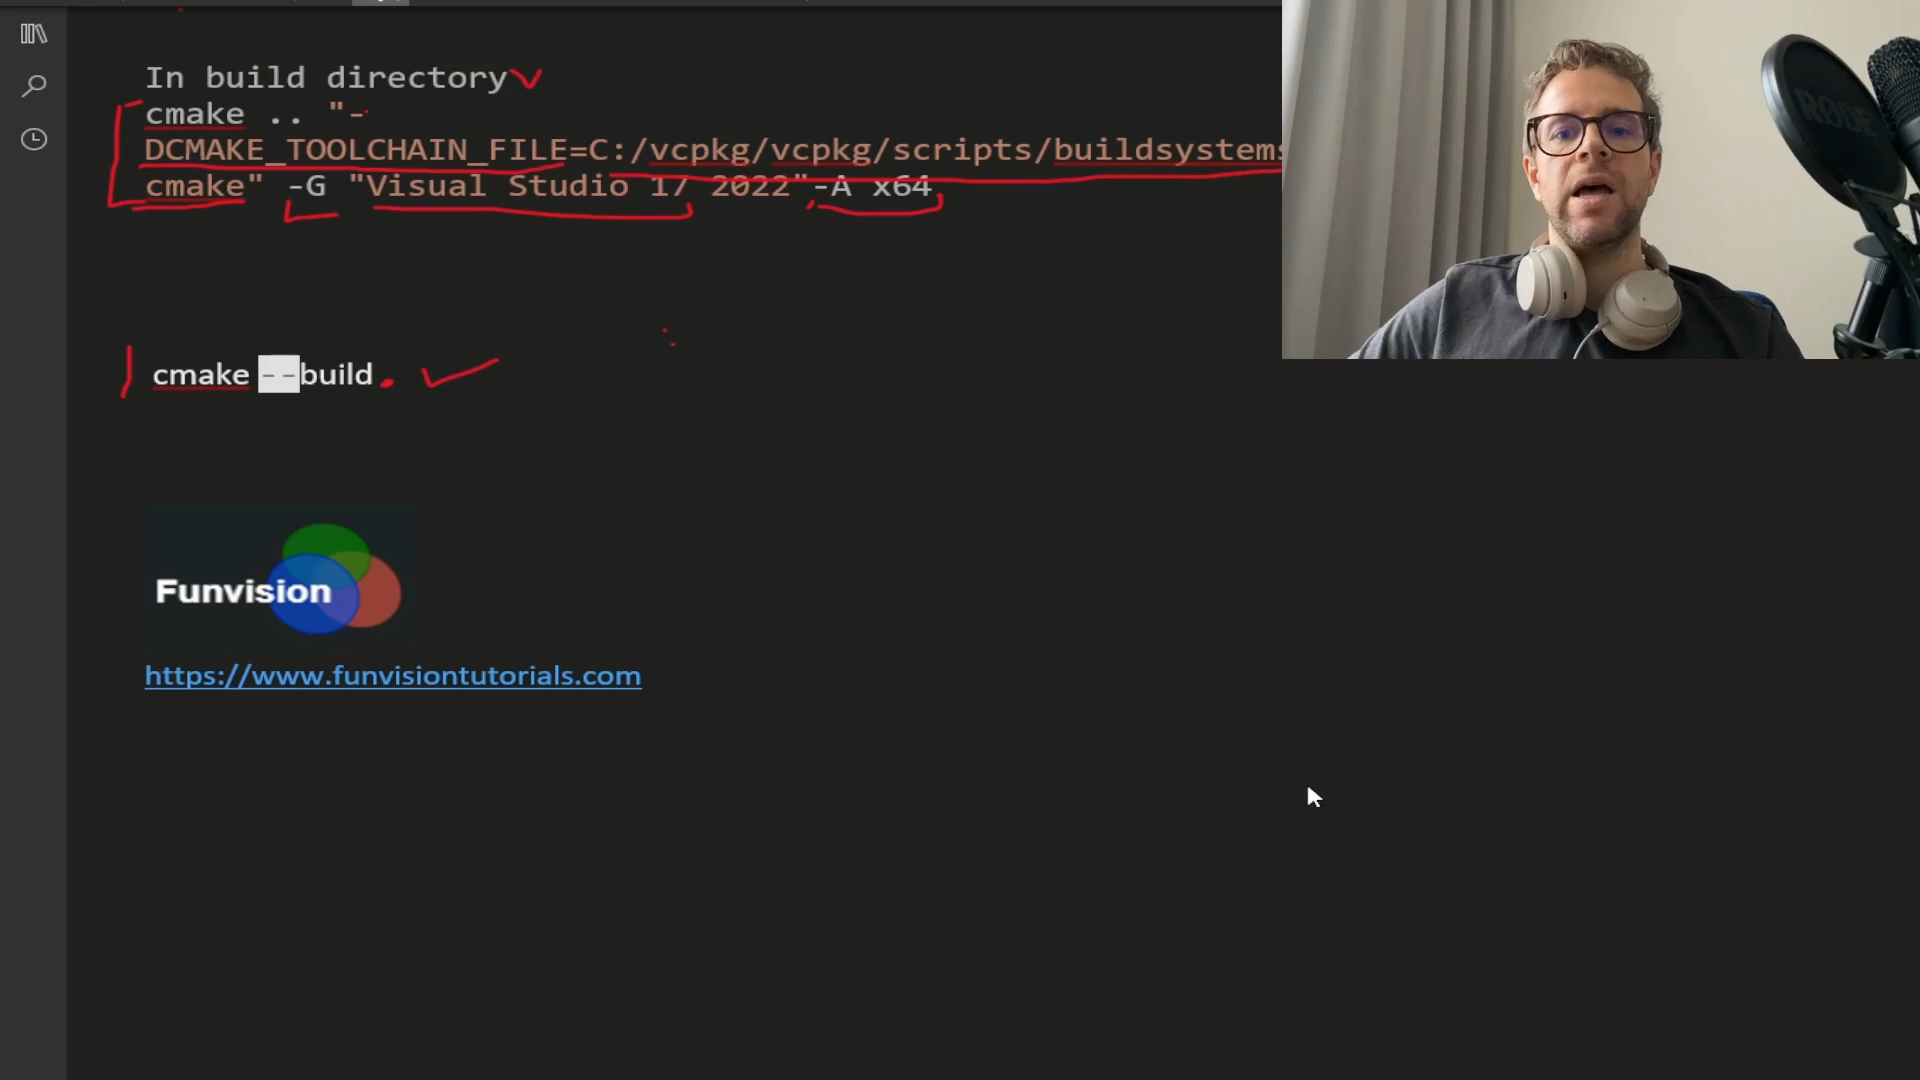 In build directory
cmake .. "-
DCMAKE_TOOLCHAIN_FILE=C:/vcpkg/vcpkg/scripts/buildsystems
cmake" -G "Visual Studio 17 2022"-A x64
cmake --build.
Funvision
https://www.funvisiontutorials.com
RØDE